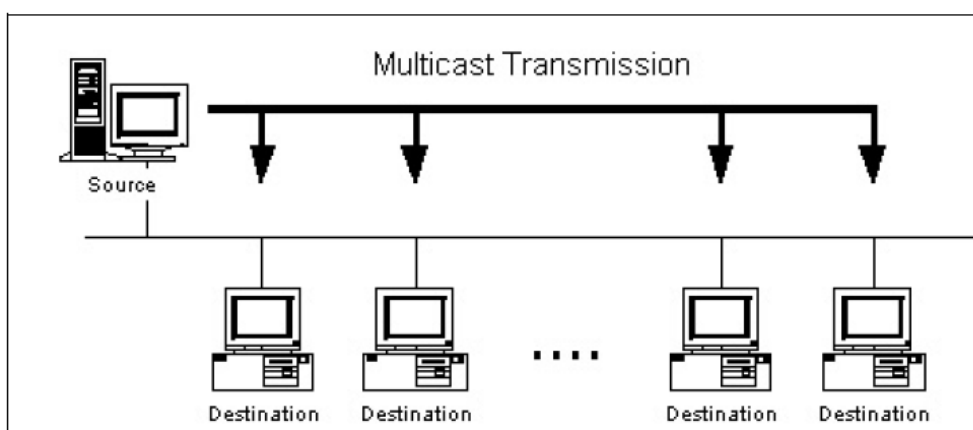 Multicast Transmission
Source
Destination
Destination
Destination
Destination